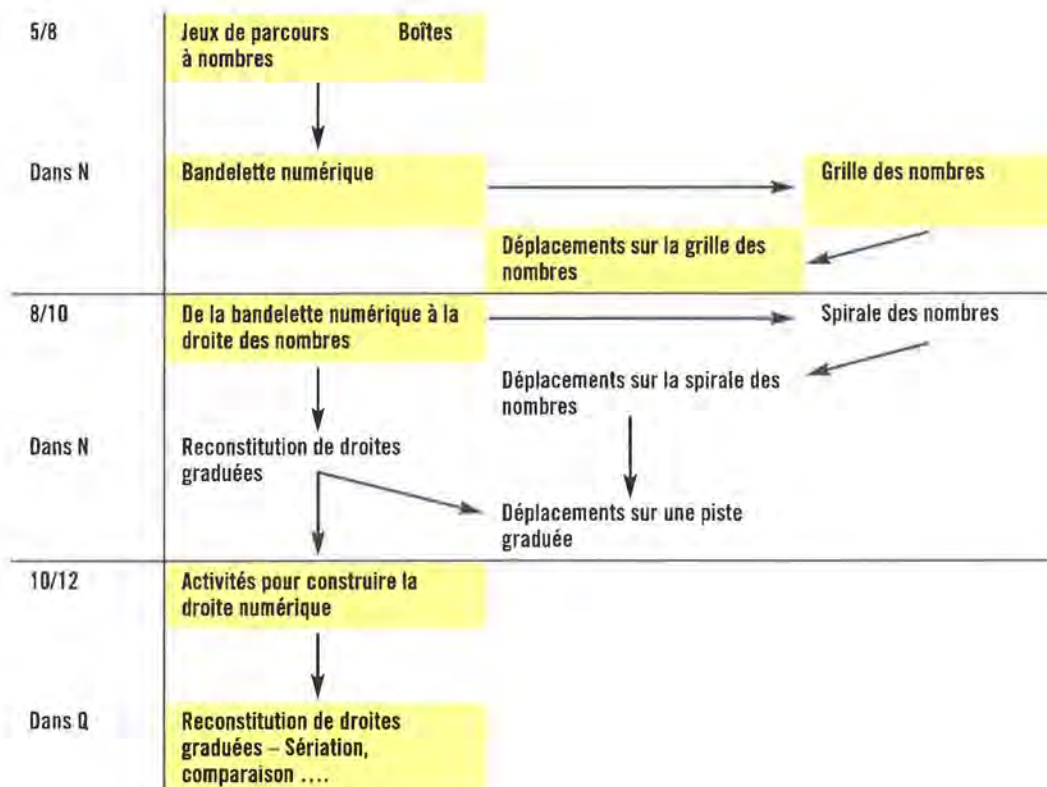 5/8
Jeux de parcours
à nombres
Boîtes
Dans N
Bandelette numérique
Grille des nombres
Déplacements sur la grille des
nombres
8/10
De la bandelette numérique à la
droite des nombres
Spirale des nombres
Déplacements sur la spirale des
nombres
Dans N
Reconstitution de droites
graduées
Déplacements sur une piste
graduée
10/12
Activités pour construire la
droite numérique
Dans Q
Reconstitution de droites
graduées – Sériation,
comparaison ....